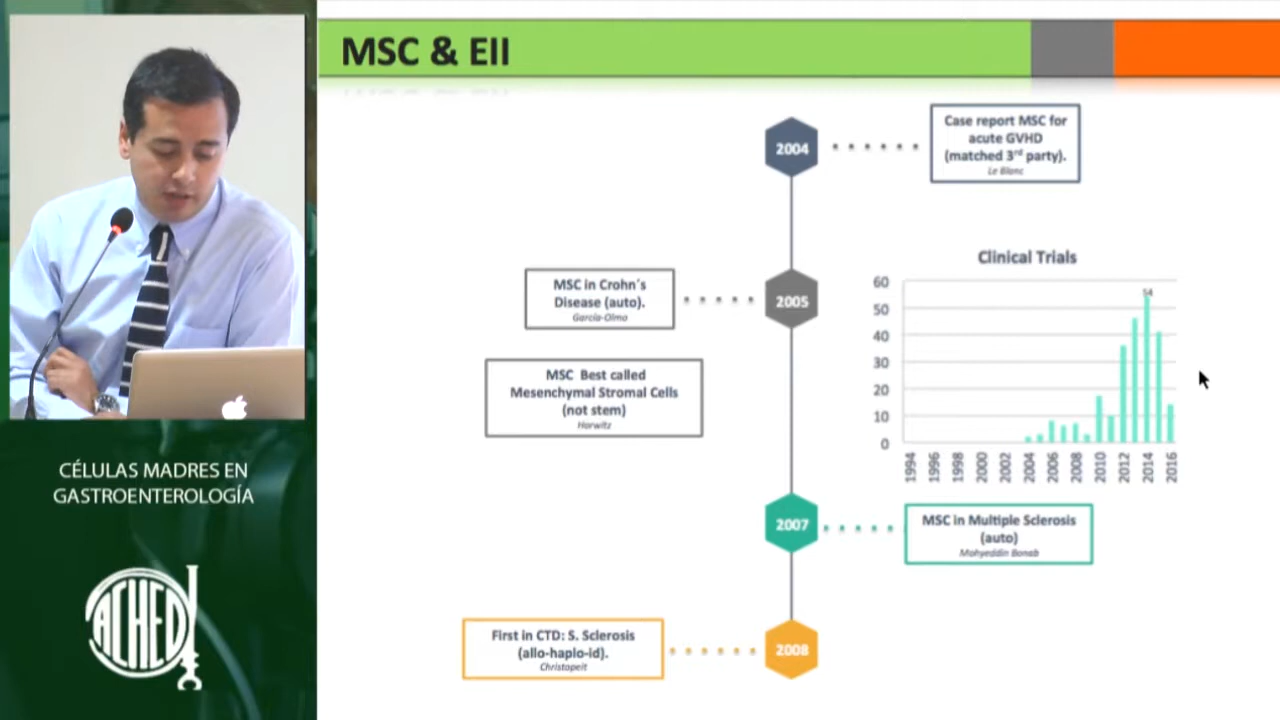 MSC & EII
2004
Case report MSC for
acute GVHD
(matched 3rd party).
Le Blanc
MSC in Crohn´s
Disease (auto).
García-Olmo
2005
MSC Best called
Mesenchymal Stromal Cells
(not stem)
Horwitz
Clinical Trials
60
50
40
30
20
10
0
54
1994
1996
1998
2000
2002
2004
2006
2008
2010
2012
2014
2016
2007
MSC in Multiple Sclerosis
(auto)
Mohyeddin Bonab
First in CTD: S. Sclerosis
(allo-haplo-id).
Christopeit
2008
CÉLULAS MADRES EN
GASTROENTEROLOGÍA
ACHED